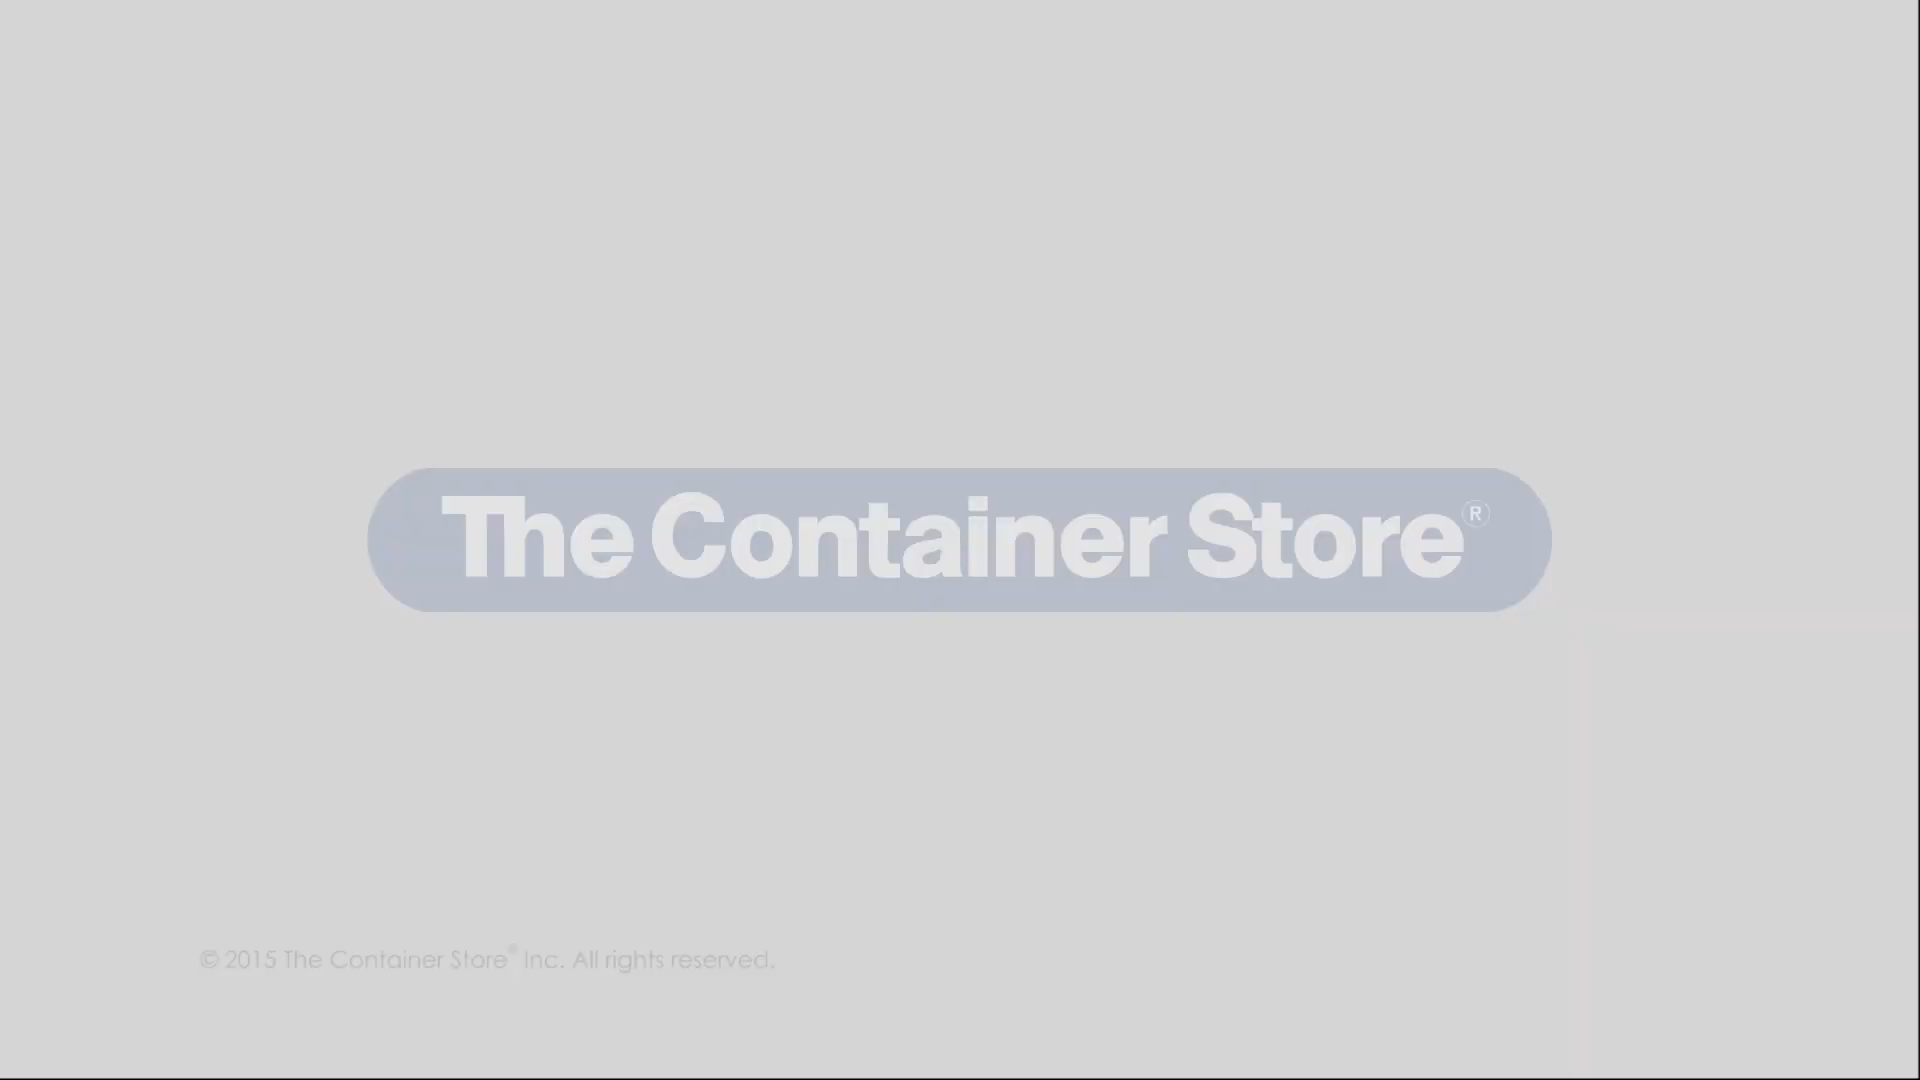 The Container Store®
© 2015 The Container Store® Inc. All rights reserved.